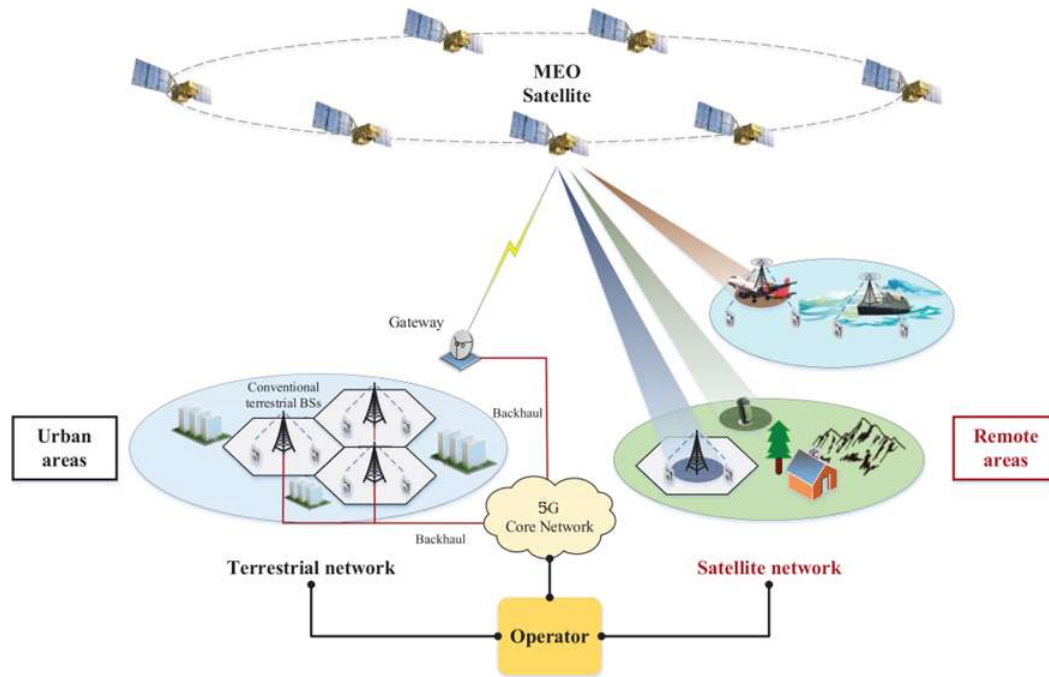 MEO
Satellite
Gateway
Conventional
terrestrial BSs
Backhaul
Urban
areas
Remote
areas
5G
Core Network
Backhaul
Terrestrial network
Satellite network
Operator